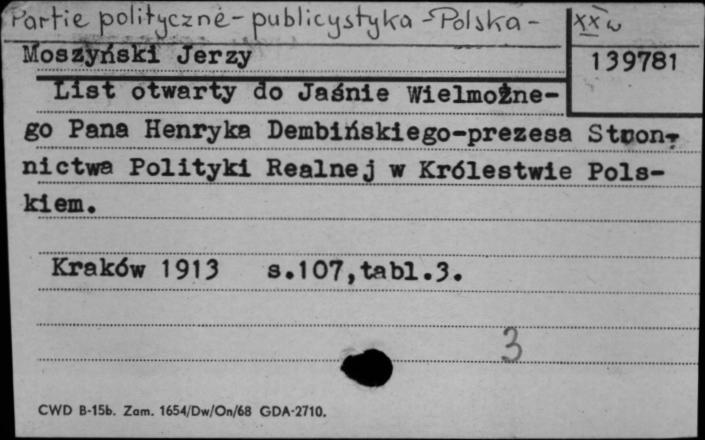 Partie polityczne - publicystyka - Polska - XX w
Moszyński Jerzy
139781
List otwarty do Jaśnie Wielmożne-
go Pana Henryka Dembińskiego-prezesa Stron-
nictwa Polityki Realnej w Królestwie Pols-
kiem.
Kraków 1913 s.107,tabl.3.
3
CWD B-15b. Zam. 1654/Dw/On/68 GDA-2710.